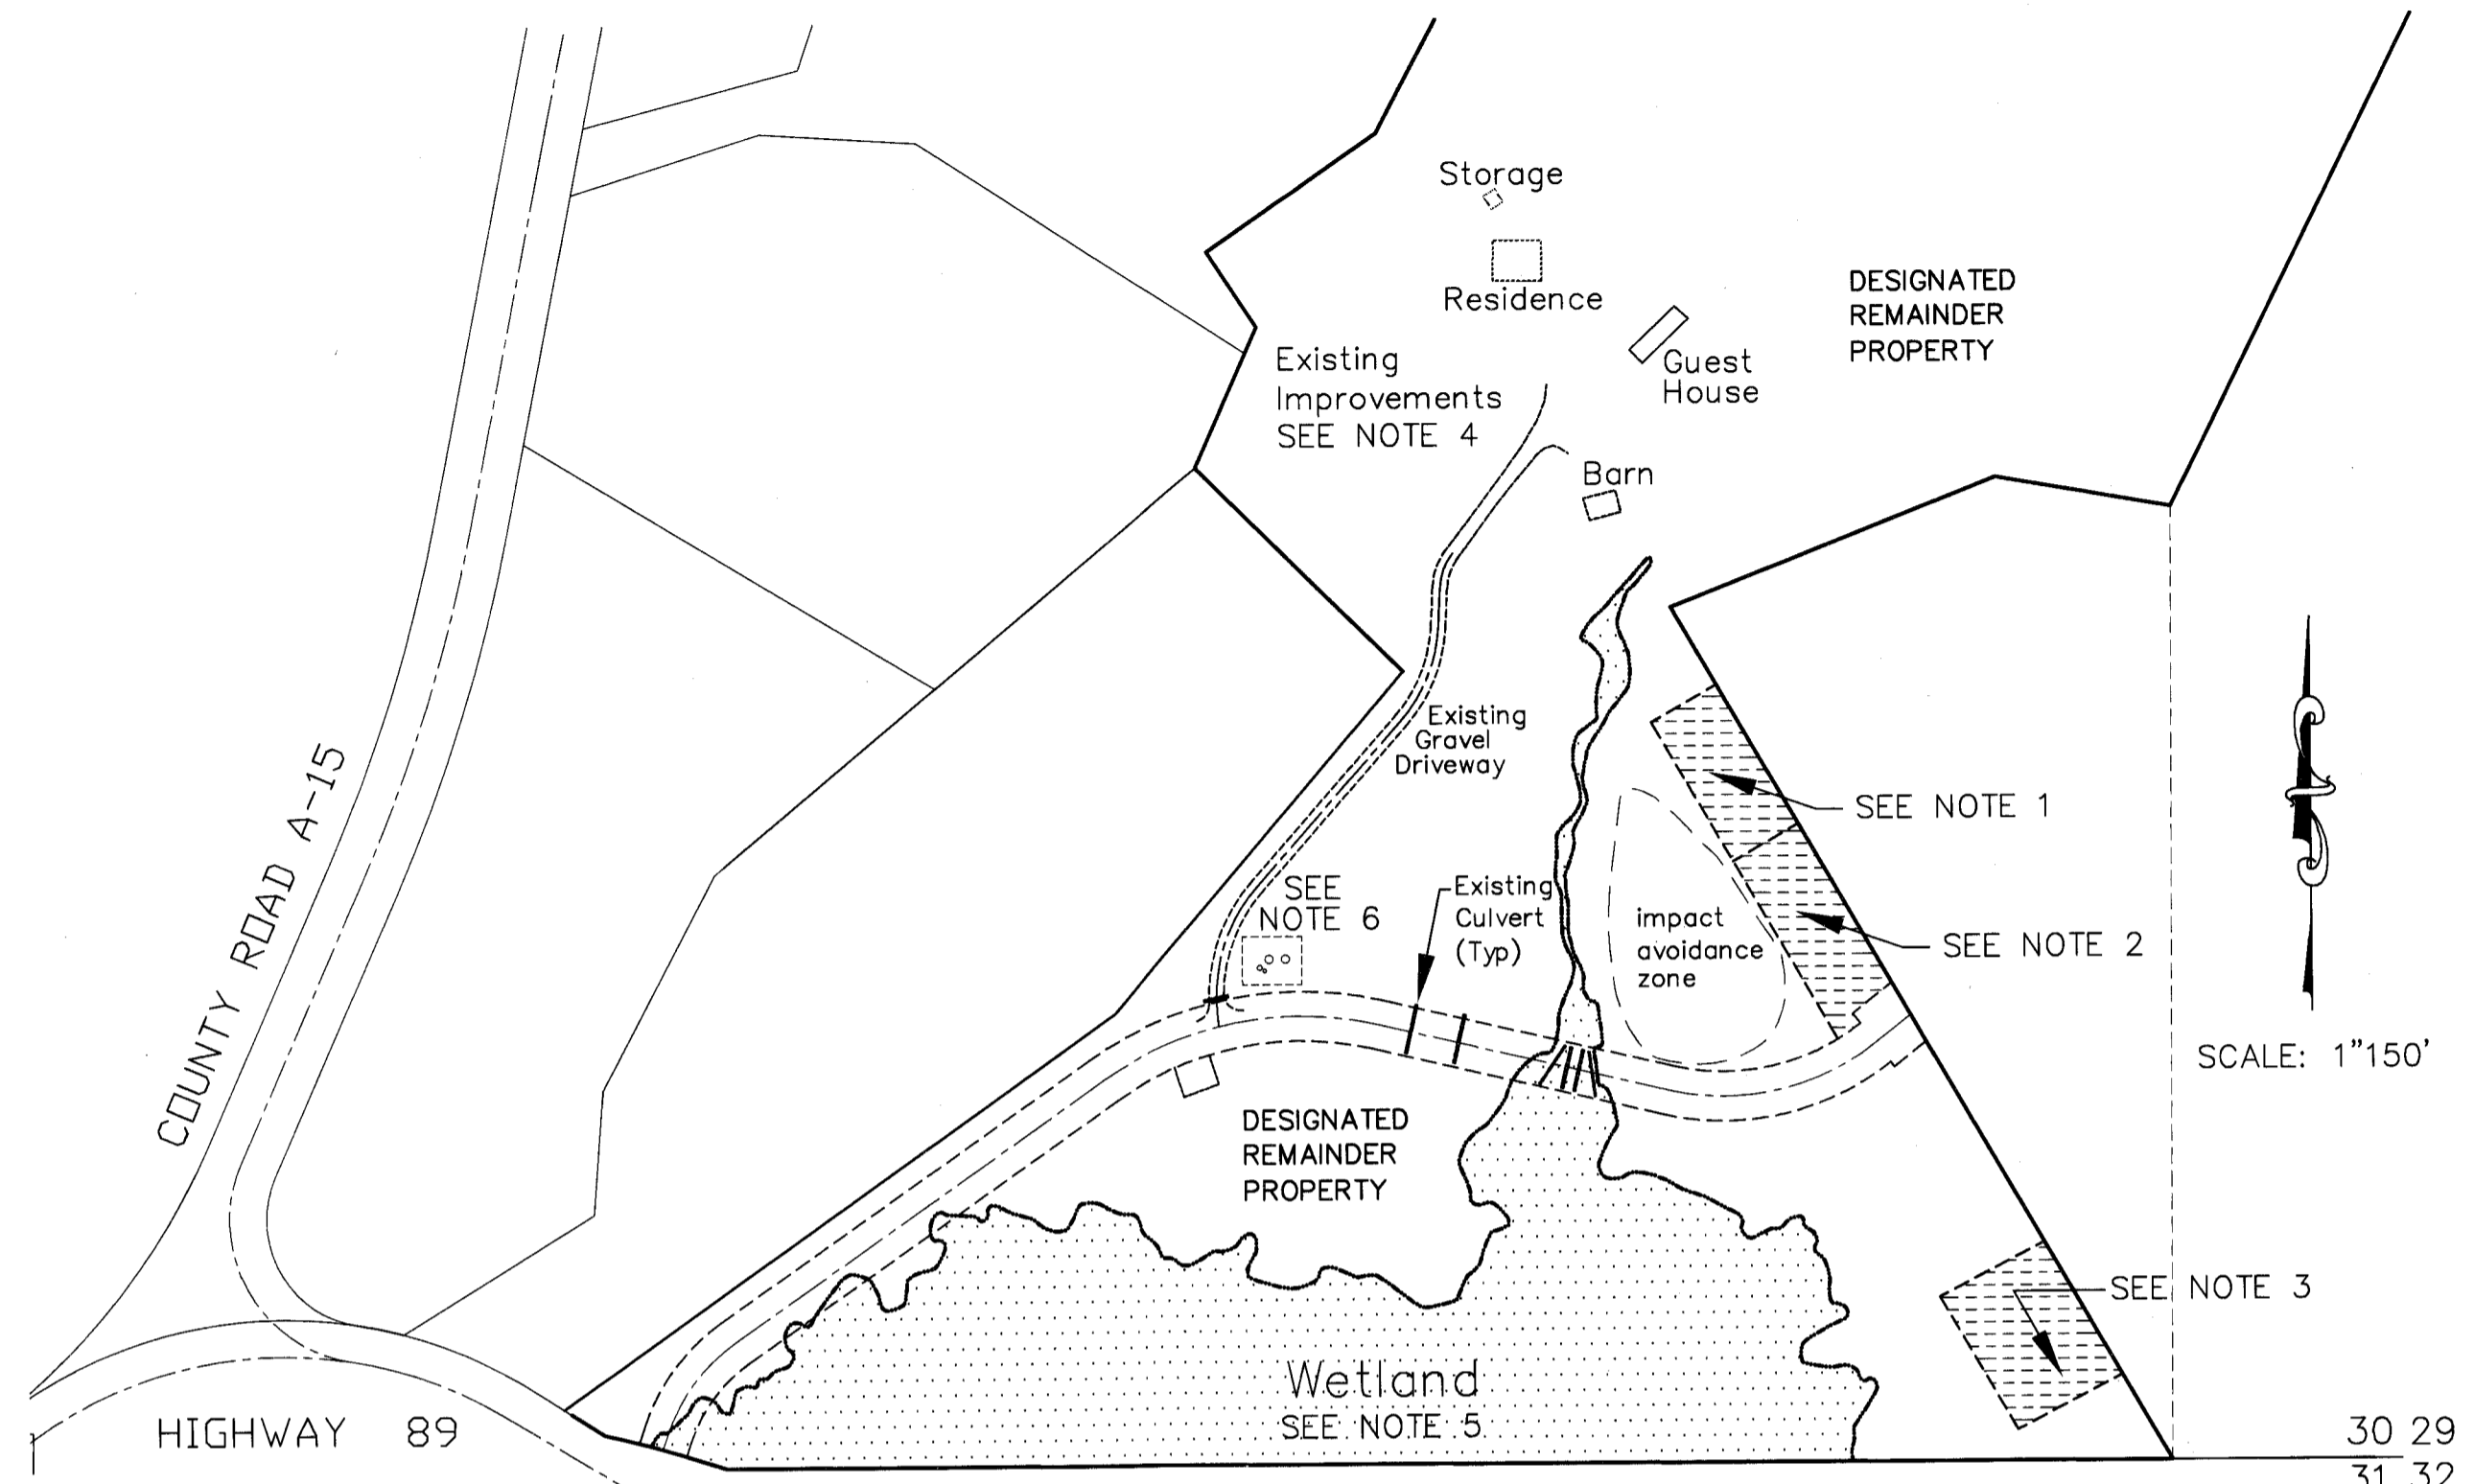 Storage
Residence
DESIGNATED
REMAINDER
PROPERTY
Guest
House
Existing
Improvements
SEE NOTE 4
Barn
Existing
Gravel
Driveway
COUNTY ROAD A-15
SEE NOTE 1
SEE
NOTE 6
Existing
Culvert
(Typ)
impact
avoidance
zone
SEE NOTE 2
SCALE: 1"150'
DESIGNATED
REMAINDER
PROPERTY
SEE NOTE 3
Wetland
SEE NOTE 5
HIGHWAY 89
30 29
31 32